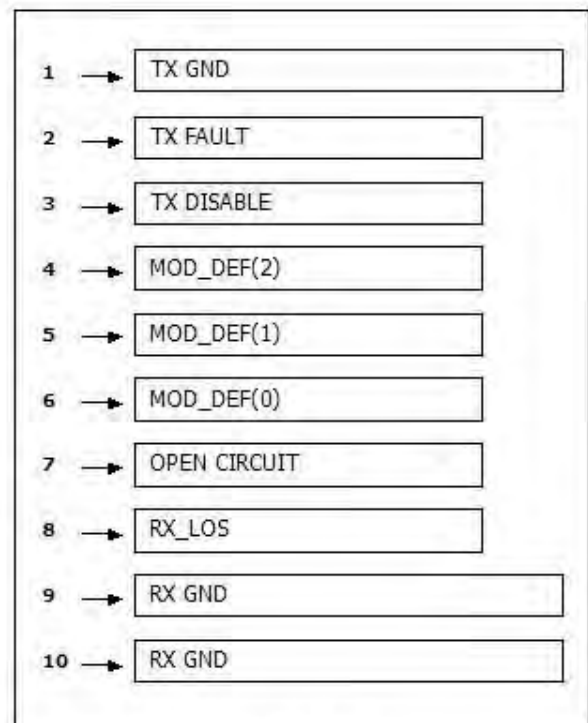 1 TX GND
2 TX FAULT
3 TX DISABLE
4 MOD_DEF(2)
5 MOD_DEF(1)
6 MOD_DEF(0)
7 OPEN CIRCUIT
8 RX_LOS
9 RX GND
10 RX GND